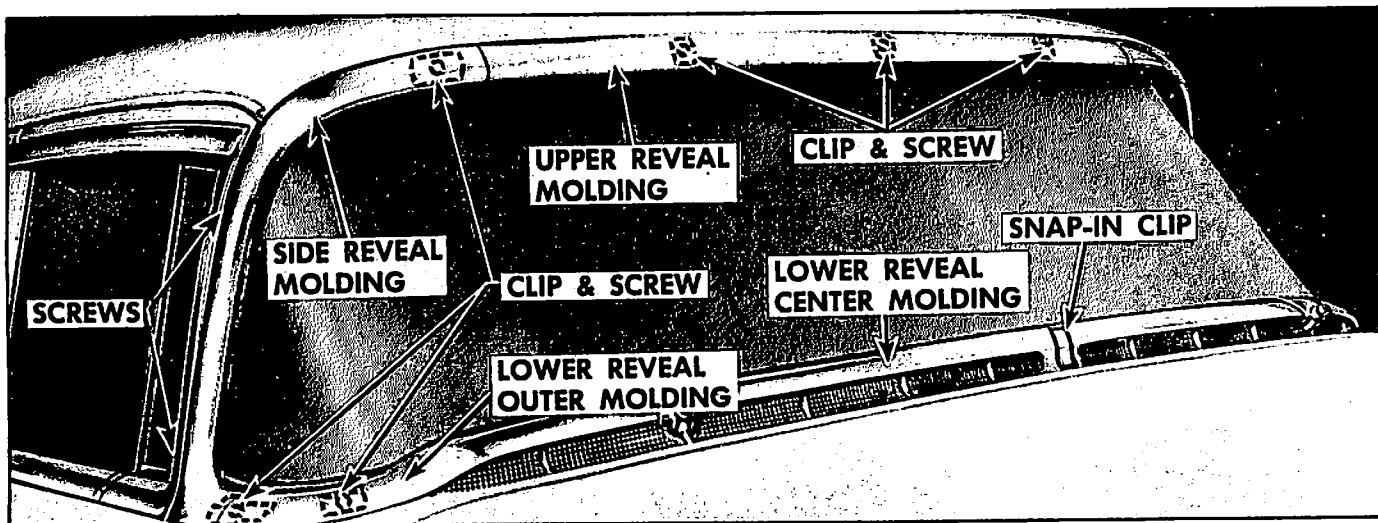 CLIP & SCREW
UPPER REVEAL
MOLDING
SNAP-IN CLIP
SIDE REVEAL
MOLDING
CLIP & SCREW
LOWER REVEAL
CENTER MOLDING
SCREWS
LOWER REVEAL
OUTER MOLDING